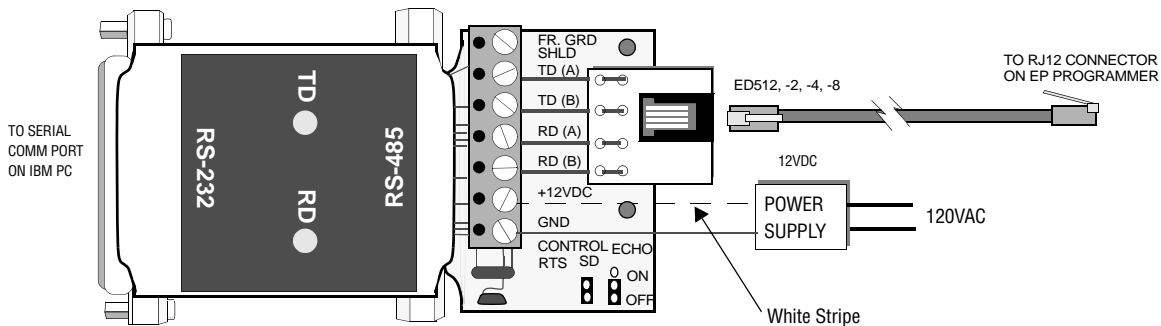 TO SERIAL
COMM PORT
ON IBM PC
RS-232
TD
RD
RS-485
FR. GRD
SHLD
TD (A)
TD (B)
RD (A)
RD (B)
+12VDC
GND
CONTROL ECHO
RTS SD
ON
OFF
ED512, -2, -4, -8
TO RJ12 CONNECTOR
ON EP PROGRAMMER
12VDC
POWER
SUPPLY
120VAC
White Stripe